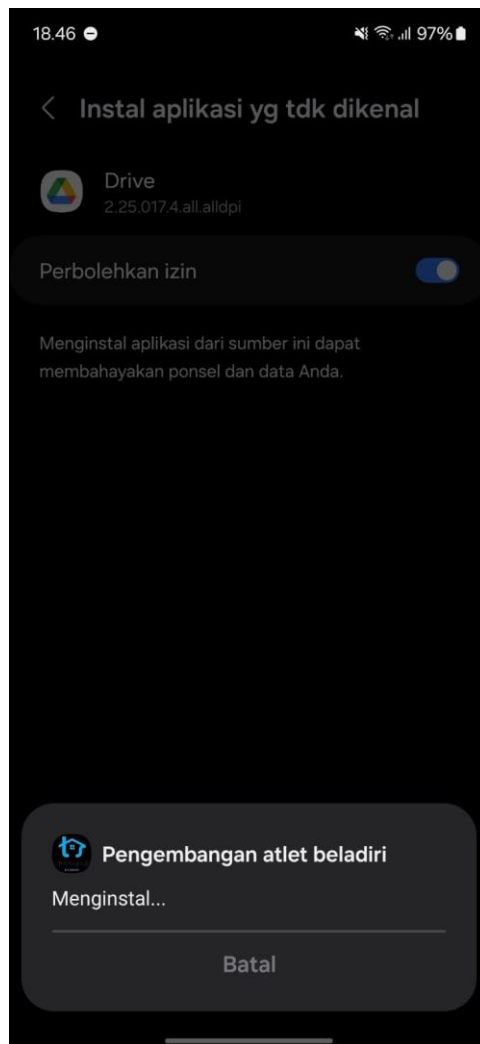 18.46
97%
Instal aplikasi yg tdk dikenal
Drive
2.25.017.4.all.alldpi
Perbolehkan izin
Menginstal aplikasi dari sumber ini dapat
membahayakan ponsel dan data Anda.
Pengembangan atlet beladiri
Menginstal...
Batal